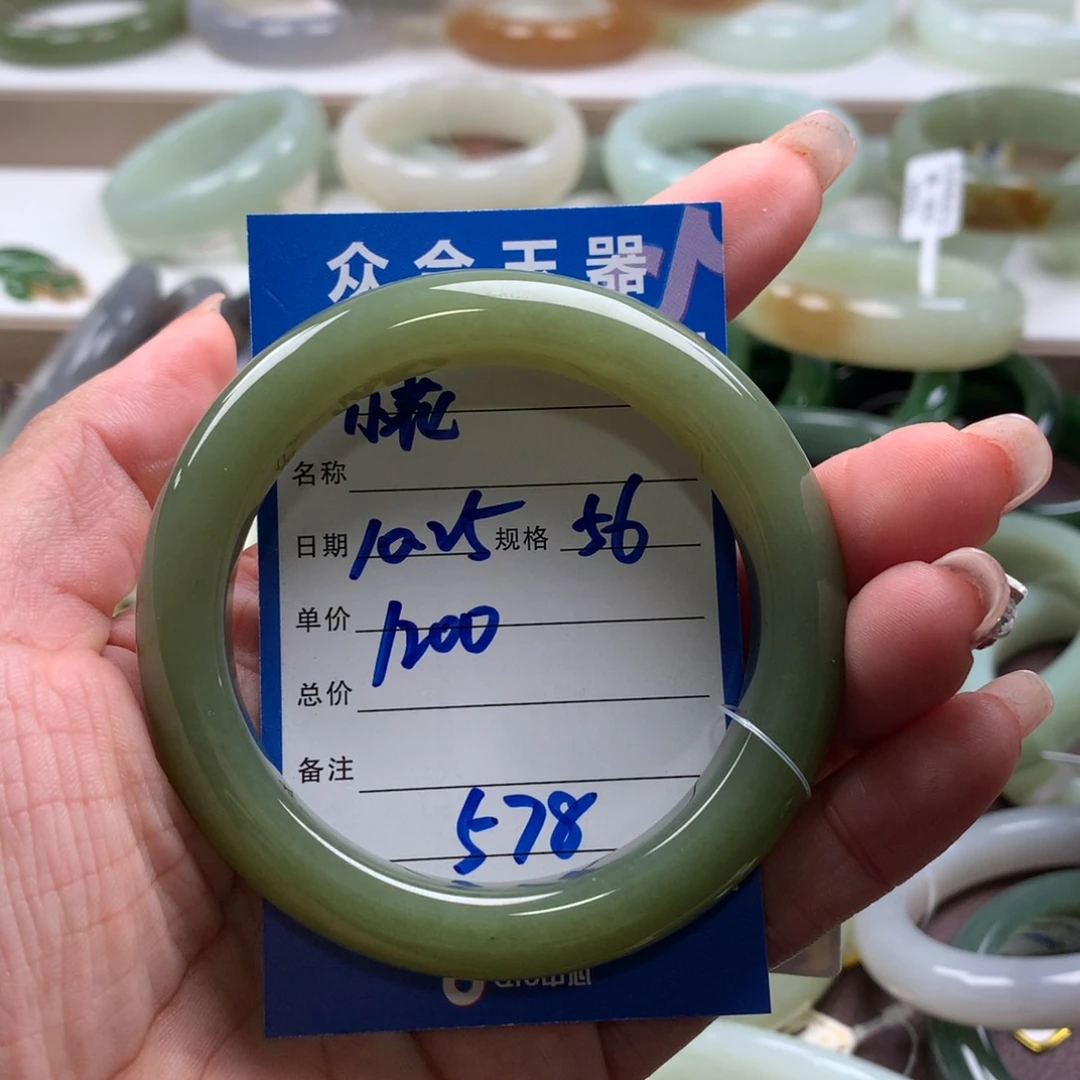 众合玉器
小花
名称
日期 1025 规格 56
单价 1200
总价
备注
578